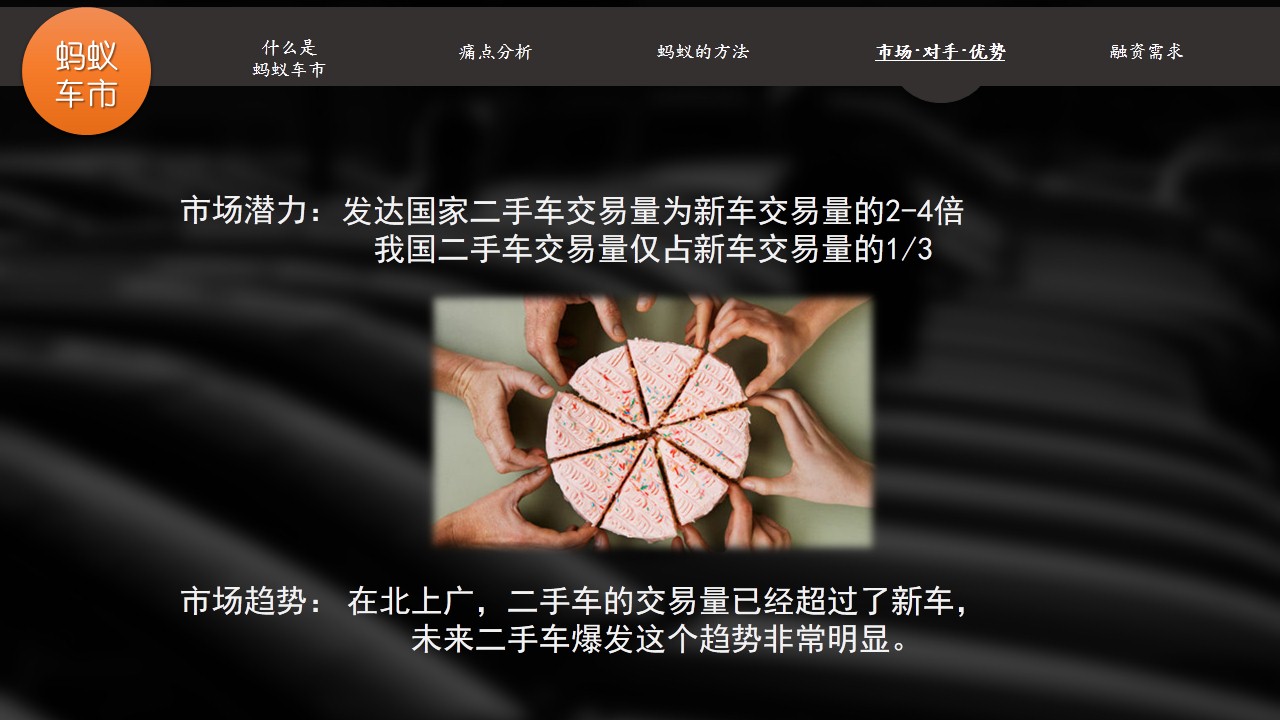 蚂蚁
车市
什么是
蚂蚁车市
痛点分析
蚂蚁的方法
市场·对手·优势
融资需求
市场潜力：发达国家二手车交易量为新车交易量的2-4倍
我国二手车交易量仅占新车交易量的1/3
市场趋势： 在北上广，二手车的交易量已经超过了新车，
未来二手车爆发这个趋势非常明显。